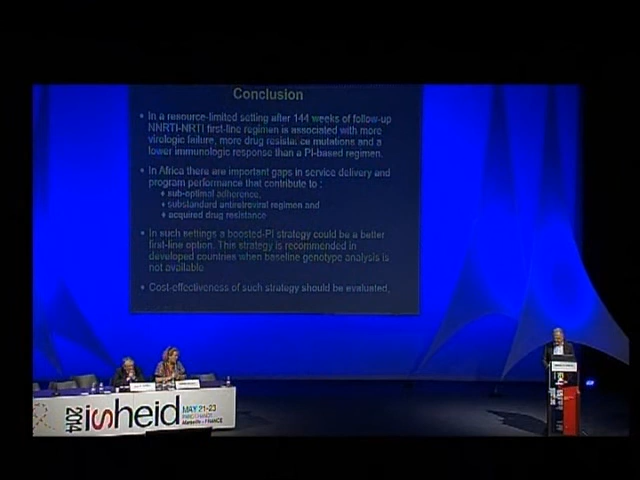 Conclusion
• In a resource-limited setting after 144 weeks of follow-up
NNRTI-NRTI first-line regimen is associated with more
virologic failure, more drug resistance mutations and a
lower immunologic response than a PI-based regimen.
• In Africa there are important gaps in service delivery and
program performance that contribute to :
♦ sub-optimal adherence,
♦ substandard antiretroviral regimen and
♦ acquired drug resistance
• In such settings a boosted-PI strategy could be a better
first-line option. This strategy is recommended in
developed countries when baseline genotype analysis is
not available
• Cost-effectiveness of such strategy should be evaluated,
2014
isheid
MAY 21-23
Marseille - FRANCE